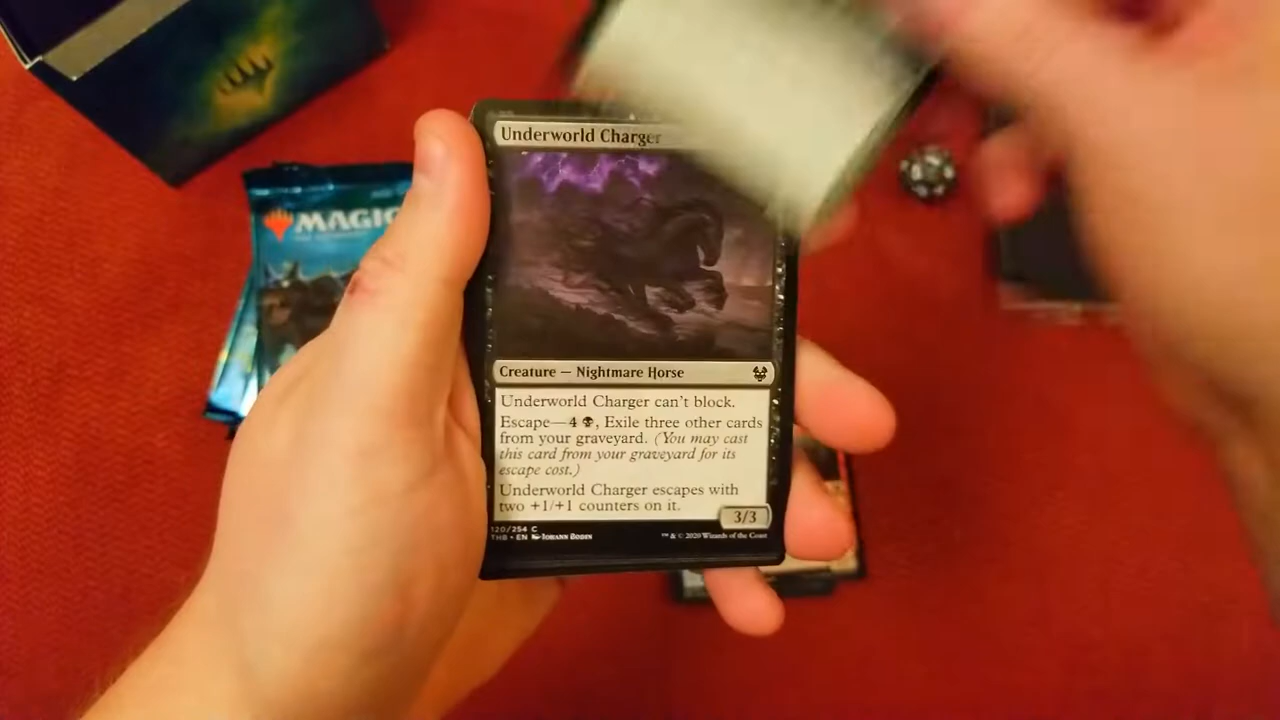 Underworld Charger
MAGIC
Creature — Nightmare Horse
Underworld Charger can't block.
Escape—4 , Exile three other cards
from your graveyard. (You may cast
this card from your graveyard for its
escape cost.)
Underworld Charger escapes with
two +1/+1 counters on it.
3/3
120/254 C
THB • EN Johann Bodin
™ & © 2020 Wizards of the Coast